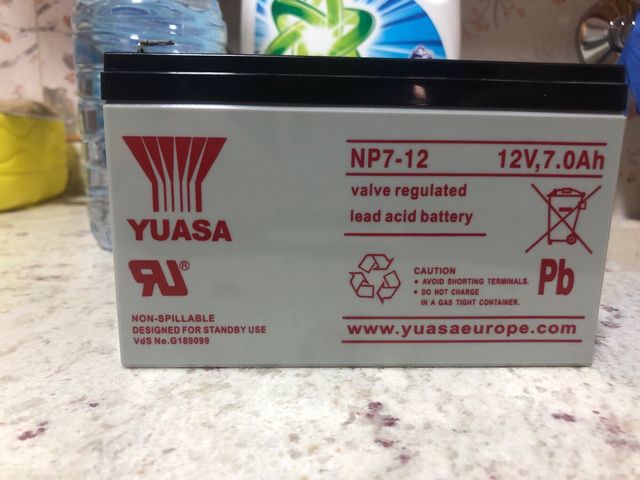 YUASA
RU®
NON-SPILLABLE
DESIGNED FOR STANDBY USE
VdS No.G189099
NP7-12 12V,7.0Ah
valve regulated
lead acid battery
CAUTION
• AVOID SHORTING TERMINALS.
• DO NOT CHARGE
IN A GAS TIGHT CONTAINER.
Pb
www.yuasaeurope.com